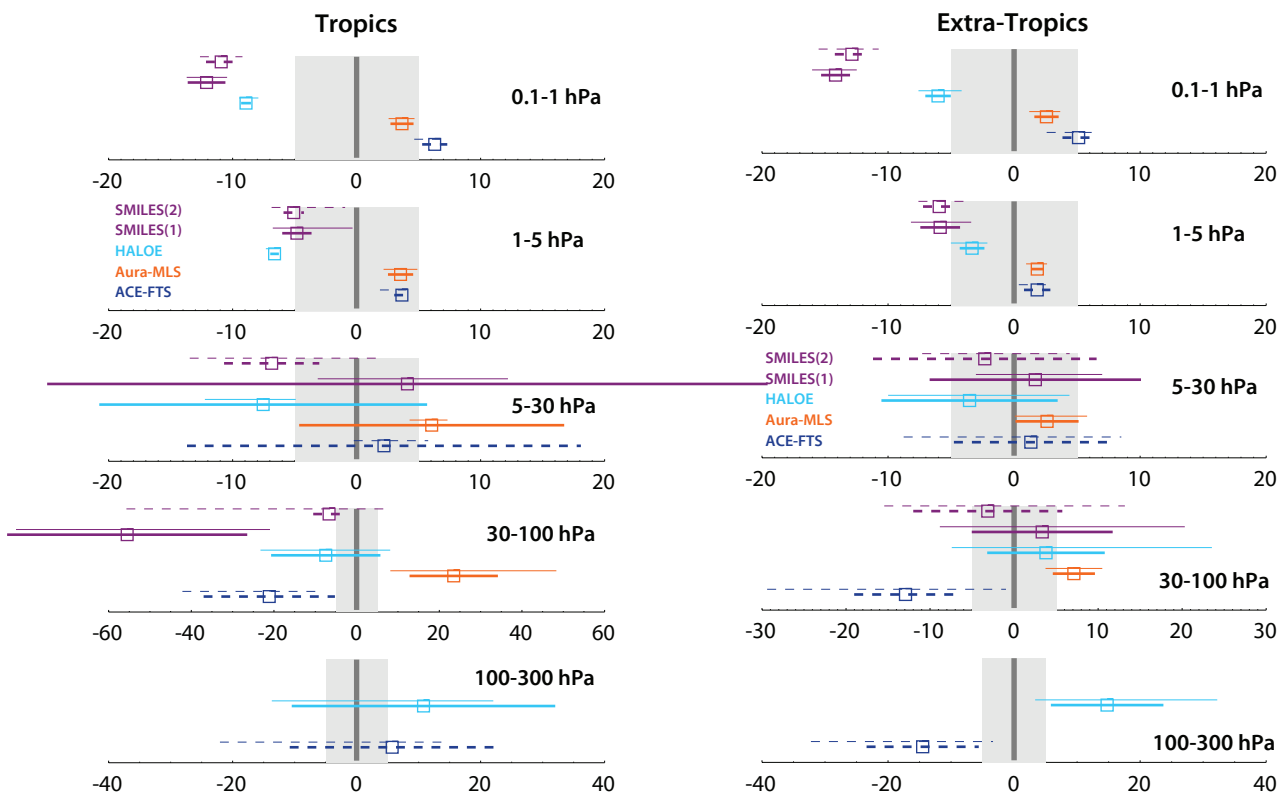 Tropics
0.1-1 hPa
-20 -10 0 10 20
SMILES(2)
SMILES(1)
HALOE
Aura-MLS
ACE-FTS
1-5 hPa
-20 -10 0 10 20
5-30 hPa
-20 -10 0 10 20
30-100 hPa
-60 -40 -20 0 20 40 60
100-300 hPa
-40 -20 0 20 40
Extra-Tropics
0.1-1 hPa
-20 -10 0 10 20
1-5 hPa
-20 -10 0 10 20
SMILES(2)
SMILES(1)
HALOE
Aura-MLS
ACE-FTS
5-30 hPa
-20 -10 0 10 20
30-100 hPa
-30 -10 0 10 20 30
100-300 hPa
-40 -20 0 20 40